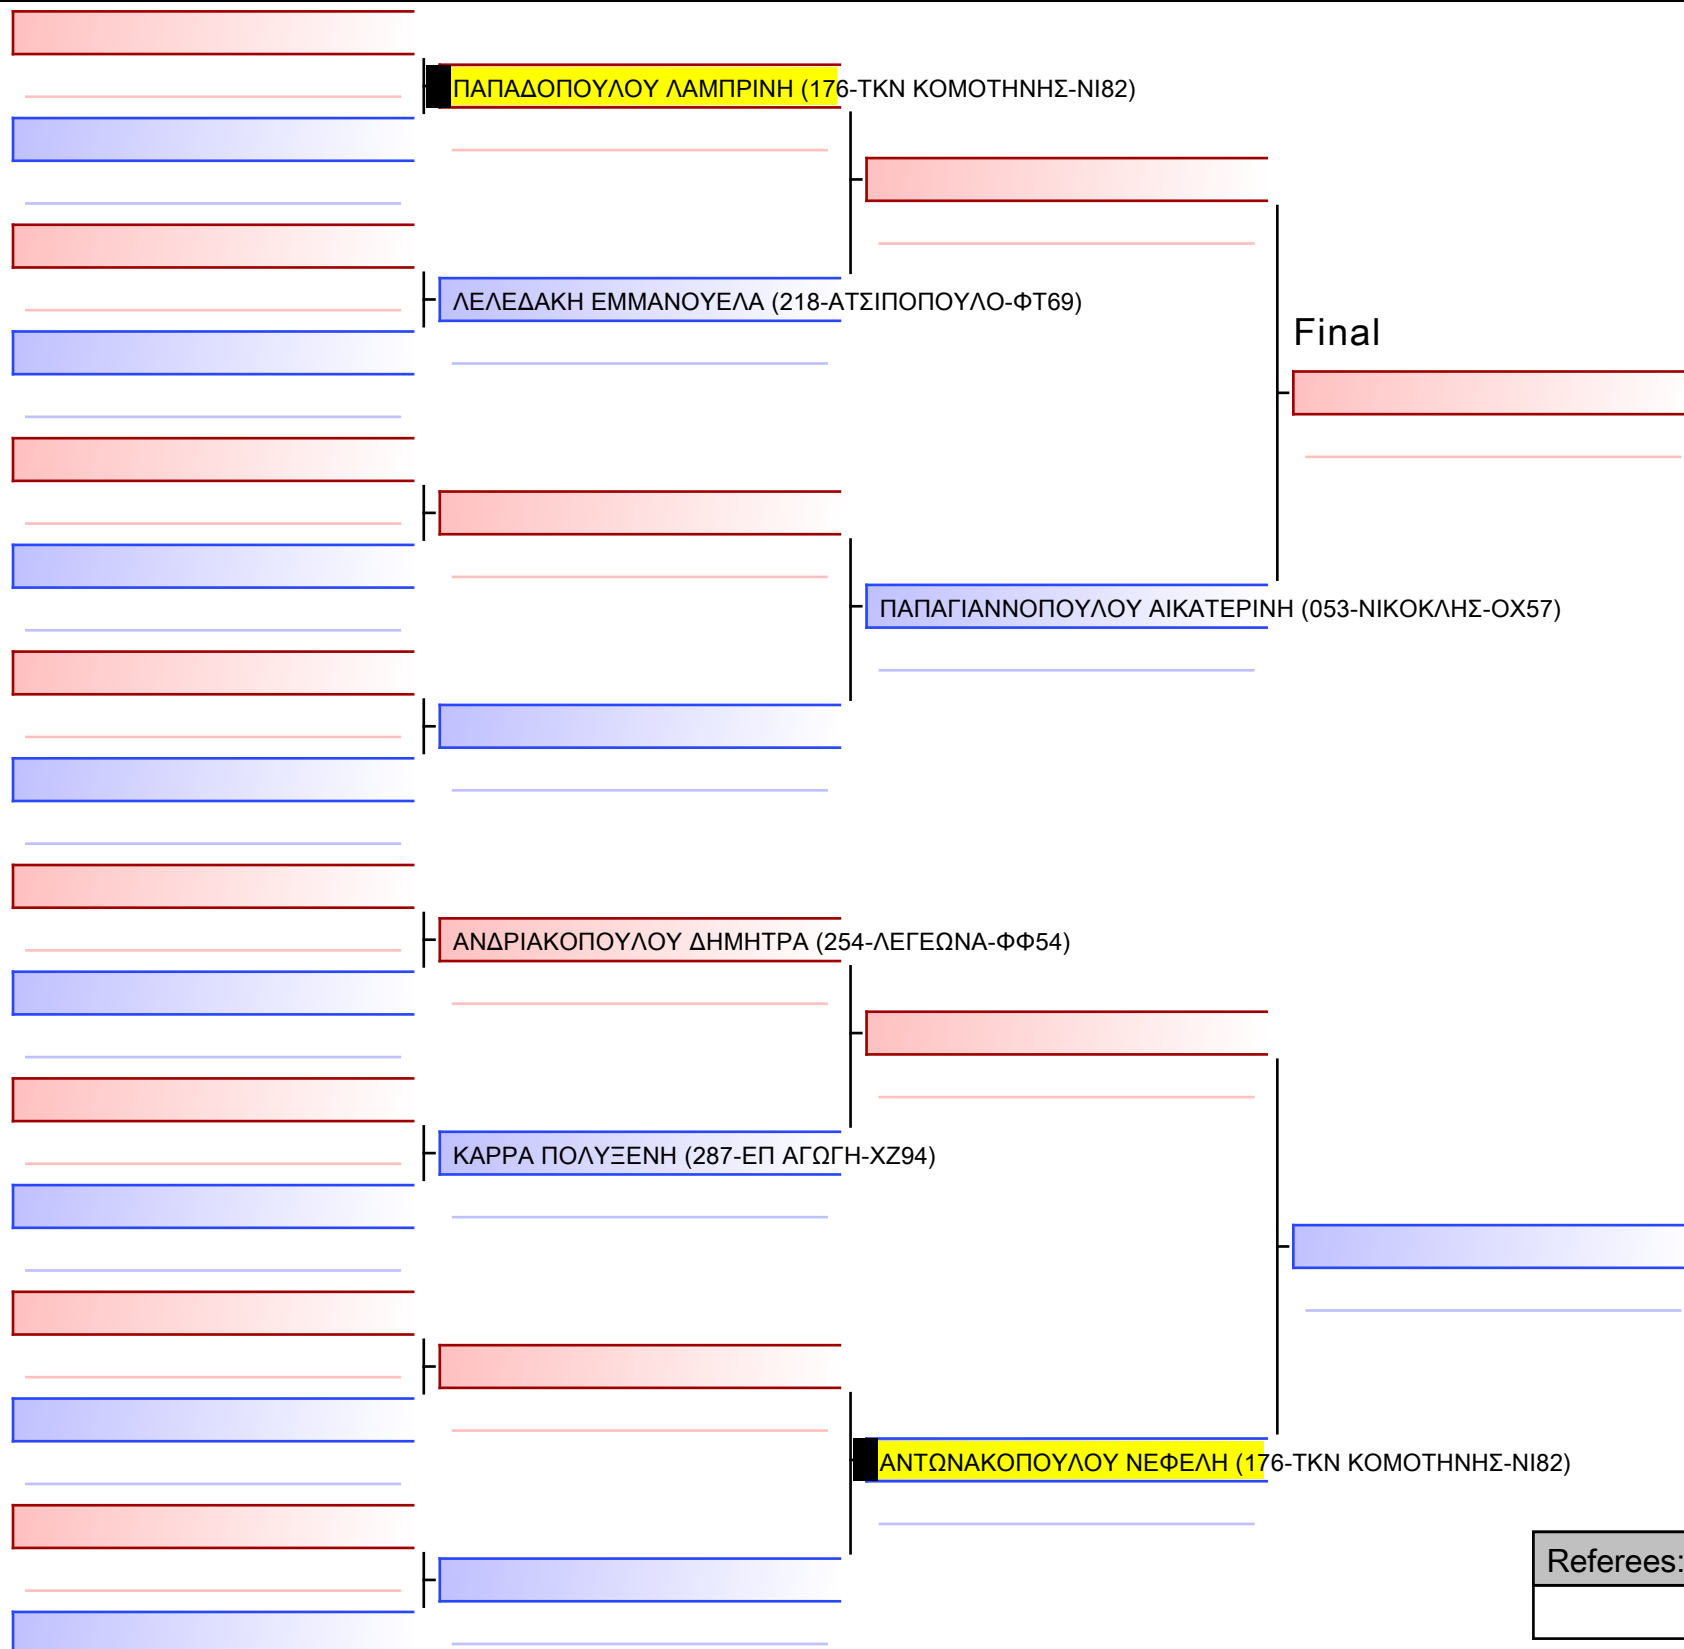 ΠΑΠΑΔΟΠΟΥΛΟΥ ΛΑΜΠΡΙΝΗ (176-ΤΚΝ ΚΟΜΟΤΗΝΗΣ-ΝΙ82)
ΛΕΛΕΔΑΚΗ ΕΜΜΑΝΟΥΕΛΑ (218-ΑΤΣΙΠΟΠΟΥΛΟ-ΦΤ69)
Final
ΠΑΠΑΓΙΑΝΝΟΠΟΥΛΟΥ ΑΙΚΑΤΕΡΙΝΗ (053-ΝΙΚΟΚΛΗΣ-ΟΧ57)
ΑΝΔΡΙΑΚΟΠΟΥΛΟΥ ΔΗΜΗΤΡΑ (254-ΛΕΓΕΩΝΑ-ΦΦ54)
ΚΑΡΡΑ ΠΟΛΥΞΕΝΗ (287-ΕΠ ΑΓΩΓΗ-ΧΖ94)
ΑΝΤΩΝΑΚΟΠΟΥΛΟΥ ΝΕΦΕΛΗ (176-ΤΚΝ ΚΟΜΟΤΗΝΗΣ-ΝΙ82)
Referees: